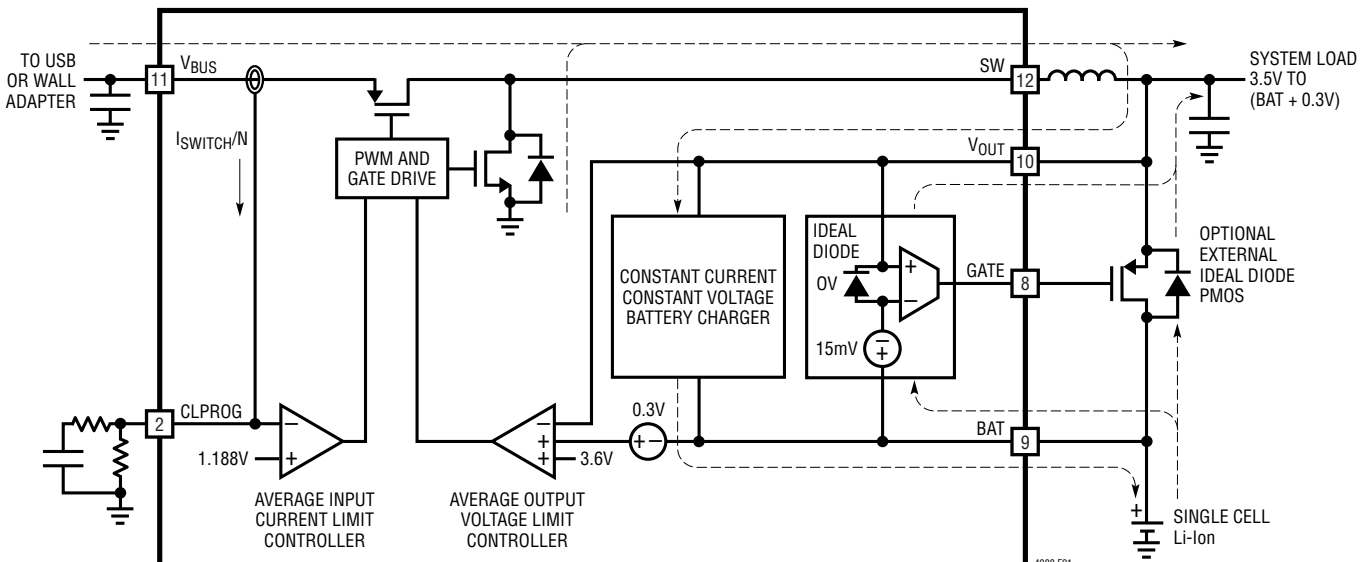 TO USB
OR WALL
ADAPTER
11
VBUS
SW
12
SYSTEM LOAD
3.5V TO
(BAT + 0.3V)
ISWITCH/N
PWM AND
GATE DRIVE
VOUT
10
IDEAL
DIODE
0V
+
−
15mV
−
+
GATE
8
OPTIONAL
EXTERNAL
IDEAL DIODE
PMOS
CONSTANT CURRENT
CONSTANT VOLTAGE
BATTERY CHARGER
2
CLPROG
−
+
1.188V
AVERAGE INPUT
CURRENT LIMIT
CONTROLLER
−
+
+
3.6V
0.3V
+ −
AVERAGE OUTPUT
VOLTAGE LIMIT
CONTROLLER
BAT
9
+
SINGLE CELL
Li-Ion